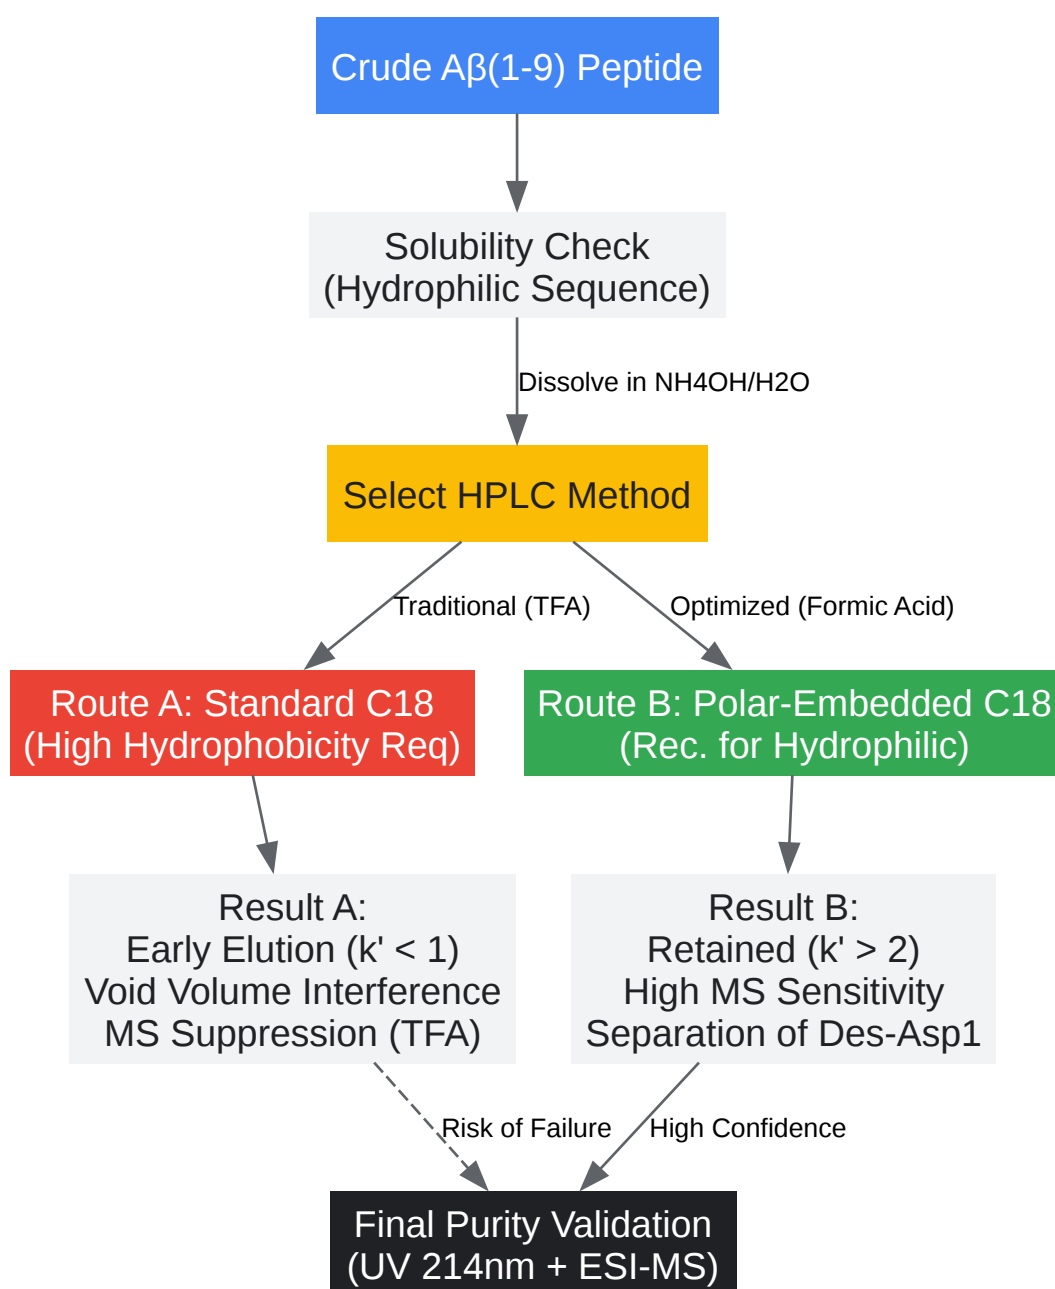 Crude Aβ(1-9) Peptide
Solubility Check
(Hydrophilic Sequence)
Dissolve in NH4OH/H2O
Select HPLC Method
Traditional (TFA)
Optimized (Formic Acid)
Route A: Standard C18
(High Hydrophobicity Req)
Route B: Polar-Embedded C18
(Rec. for Hydrophilic)
Result A:
Early Elution (k' < 1)
Void Volume Interference
MS Suppression (TFA)
Result B:
Retained (k' > 2)
High MS Sensitivity
Separation of Des-Asp1
Risk of Failure
High Confidence
Final Purity Validation
(UV 214nm + ESI-MS)